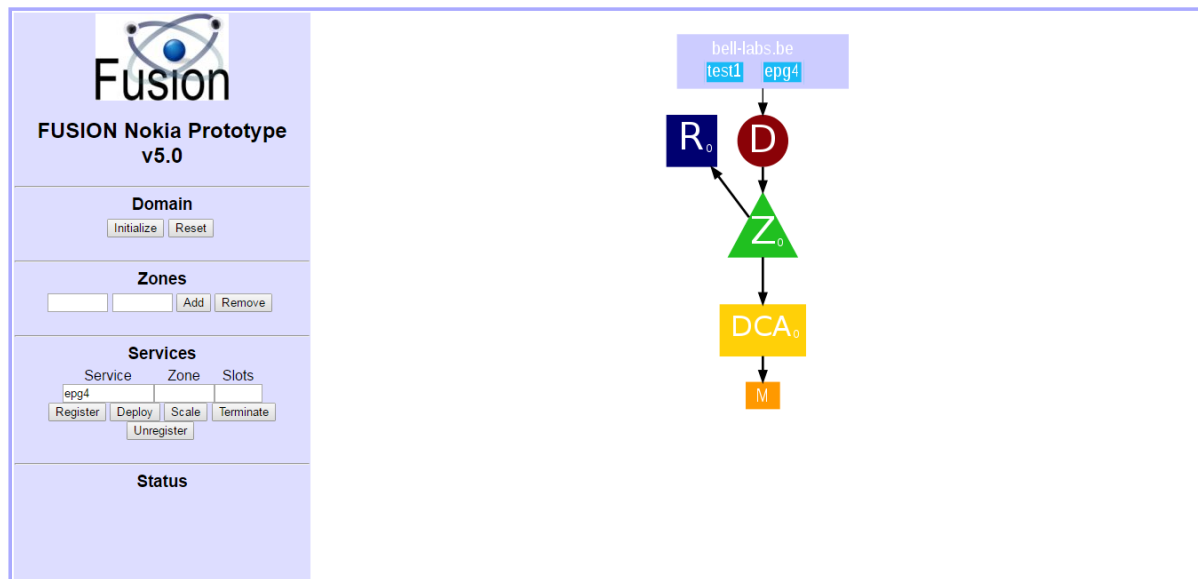 Fusion
FUSION Nokia Prototype
v5.0
Domain
Initialize Reset
Zones
Add Remove
Services
Service Zone Slots
epg4
Register Deploy Scale Terminate
Unregister
Status
bell-labs.be
test1 epg4
R0 D
Z0
DCA0
M